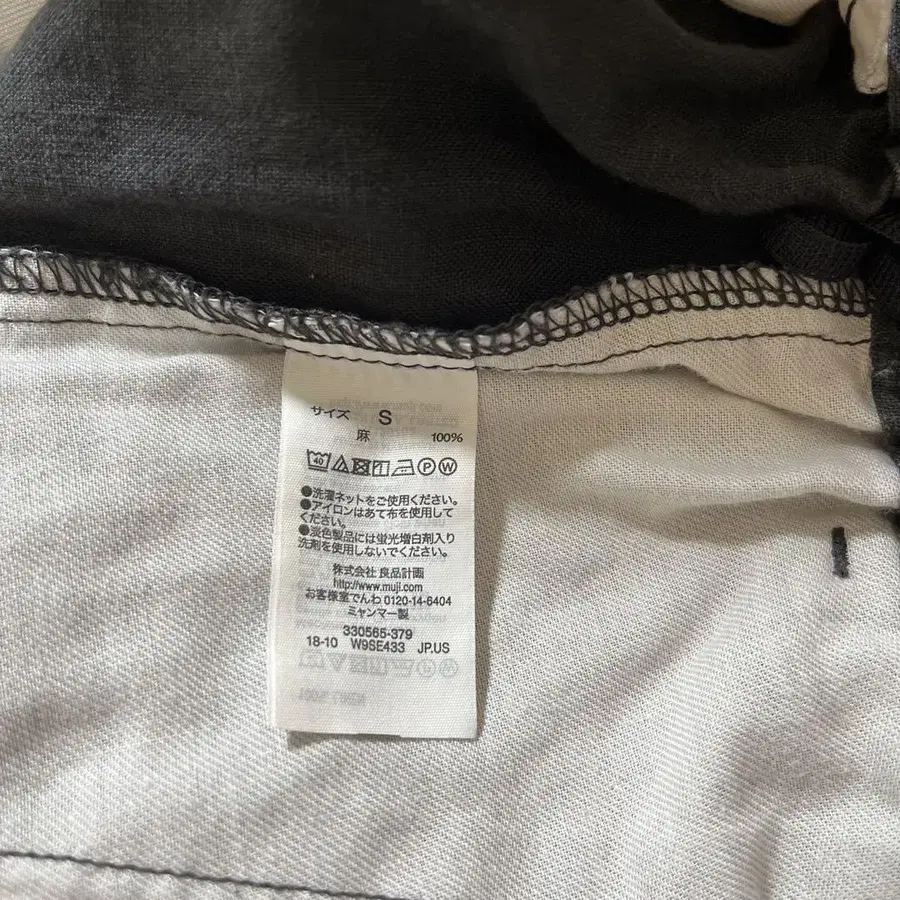 サイズ S
麻 100%
40 P W
●洗濯ネットをご使用ください。
●アイロンはあて布を使用して
ください。
●淡色製品には蛍光増白剤入り
洗剤を使用しないでください。
株式会社 良品計画
http://www.muji.com
お客様室でんわ 0120-14-6404
ミャンマー製
330565-379
18-10 W9SE433 JP.US